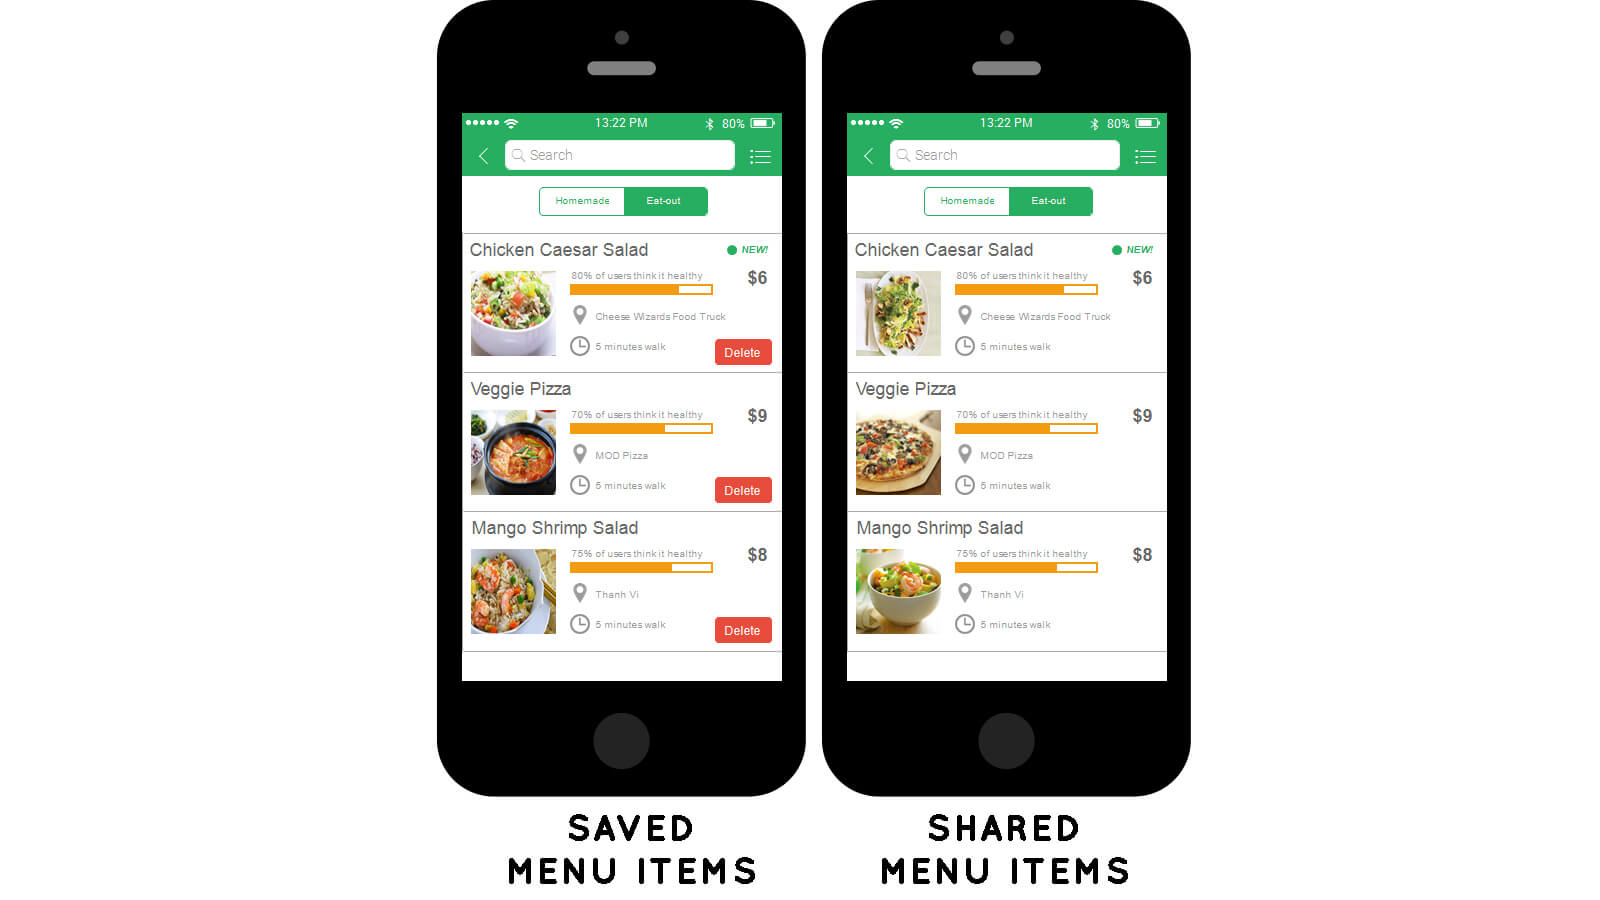 13:22 PM 80%
Search
Homemade Eat-out
Chicken Caesar Salad NEW!
80% of users think it healthy $6
Cheese Wizards Food Truck
5 minutes walk
Delete
Veggie Pizza
70% of users think it healthy $9
MOD Pizza
5 minutes walk
Delete
Mango Shrimp Salad
75% of users think it healthy $8
Thanh Vi
5 minutes walk
Delete
SAVED
MENU ITEMS
13:22 PM 80%
Search
Homemade Eat-out
Chicken Caesar Salad NEW!
80% of users think it healthy $6
Cheese Wizards Food Truck
5 minutes walk
Veggie Pizza
70% of users think it healthy $9
MOD Pizza
5 minutes walk
Mango Shrimp Salad
75% of users think it healthy $8
Thanh Vi
5 minutes walk
SHARED
MENU ITEMS